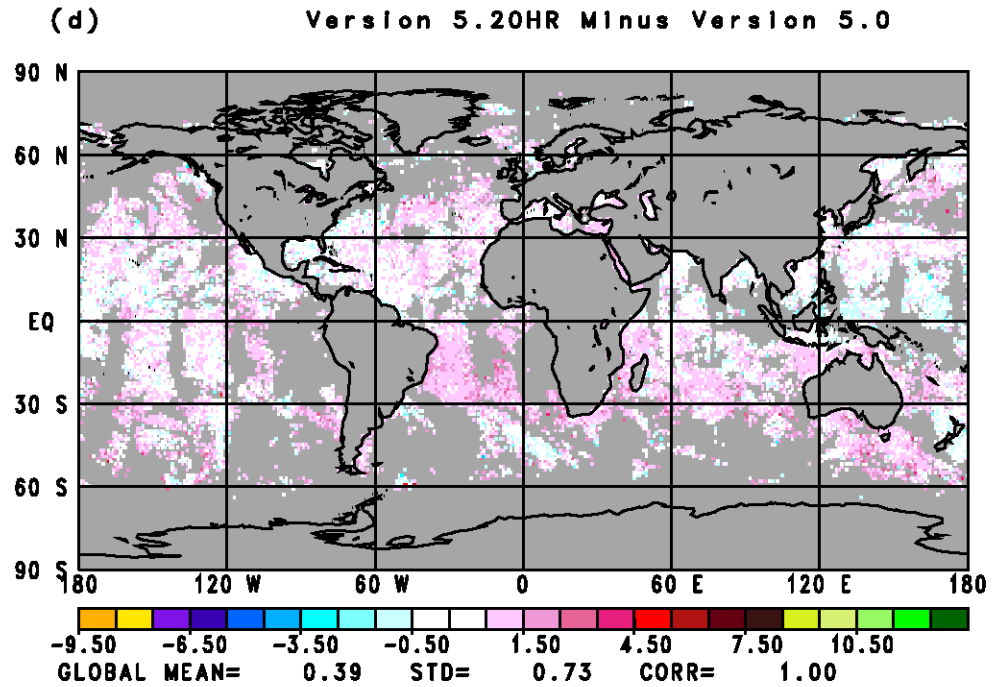 (d) Version 5.20HR Minus Version 5.0
90 N
60 N
30 N
EQ
30 S
60 S
90 S
180 120 W 60 W 0 60 E 120 E 180
-9.50 -6.50 -3.50 -0.50 1.50 4.50 7.50 10.50
GLOBAL MEAN= 0.39 STD= 0.73 CORR= 1.00